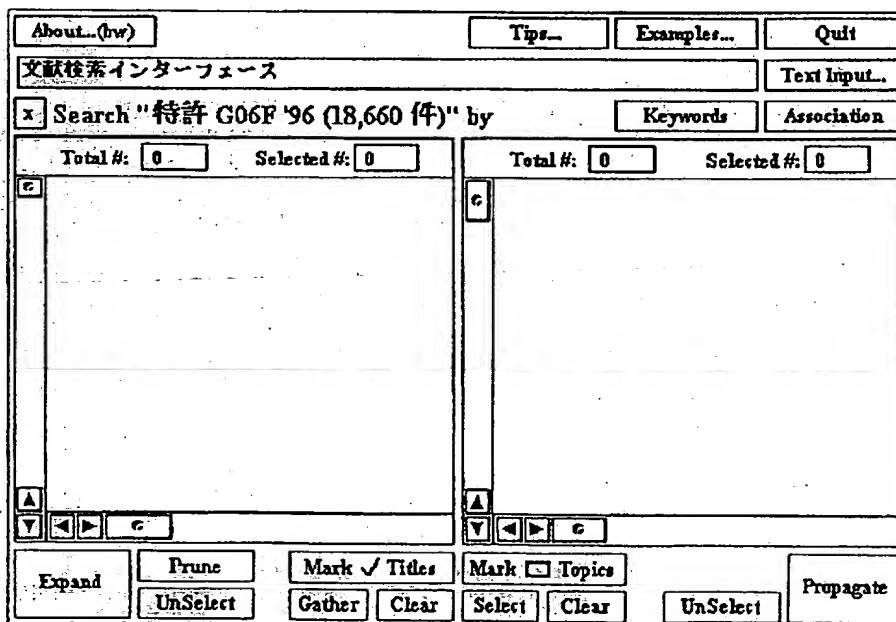 About...(hw) Tips... Examples... Quit
文献検索インターフェース Text Input...
x Search "特許 G06F '96 (18,660 件)" by Keywords Association
Total #: 0 Selected #: 0 Total #: 0 Selected #: 0
Expand Prune Mark ✓ Titles Mark Topics Propagate
UnSelect Gather Clear Select Clear UnSelect